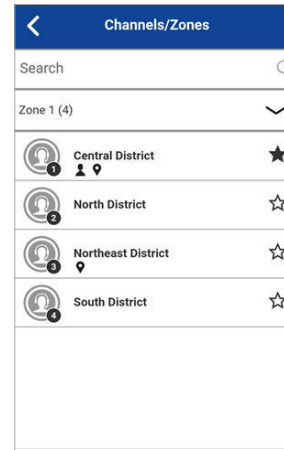 Channels/Zones
Search
Zone 1 (4)
Central District
1
North District
2
Northeast District
3
South District
4